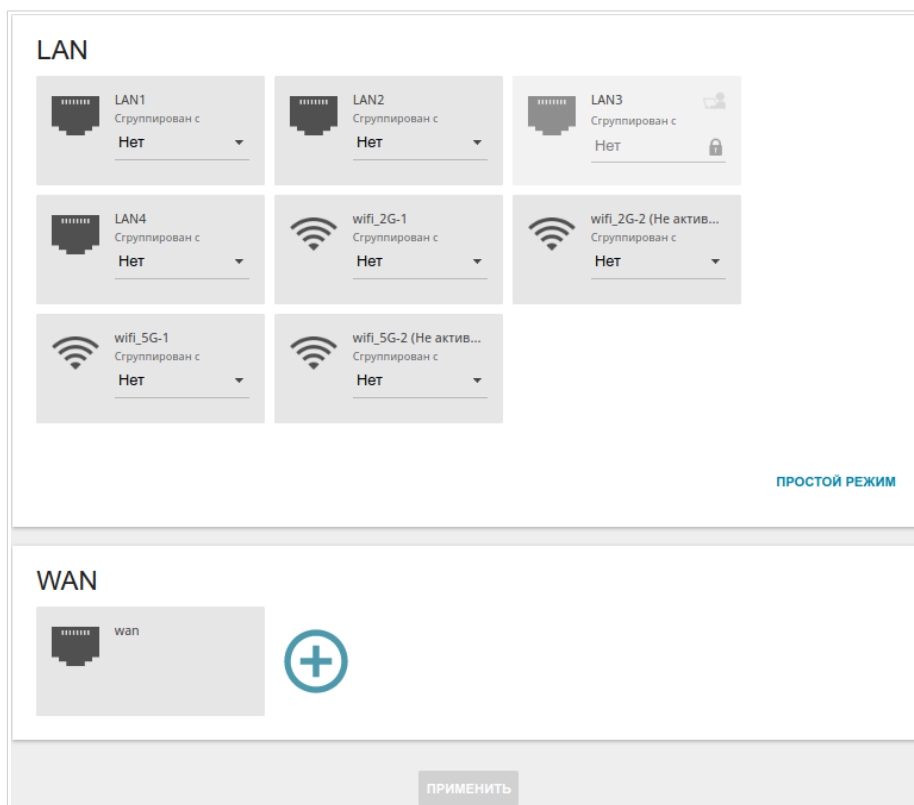 LAN
LAN1
Сгруппирован с
Нет
LAN2
Сгруппирован с
Нет
LAN3
Сгруппирован с
Нет
LAN4
Сгруппирован с
Нет
wifi_2G-1
Сгруппирован с
Нет
wifi_2G-2 (Не актив...
Сгруппирован с
Нет
wifi_5G-1
Сгруппирован с
Нет
wifi_5G-2 (Не актив...
Сгруппирован с
Нет
ПРОСТОЙ РЕЖИМ
WAN
wan
ПРИМЕНИТЬ